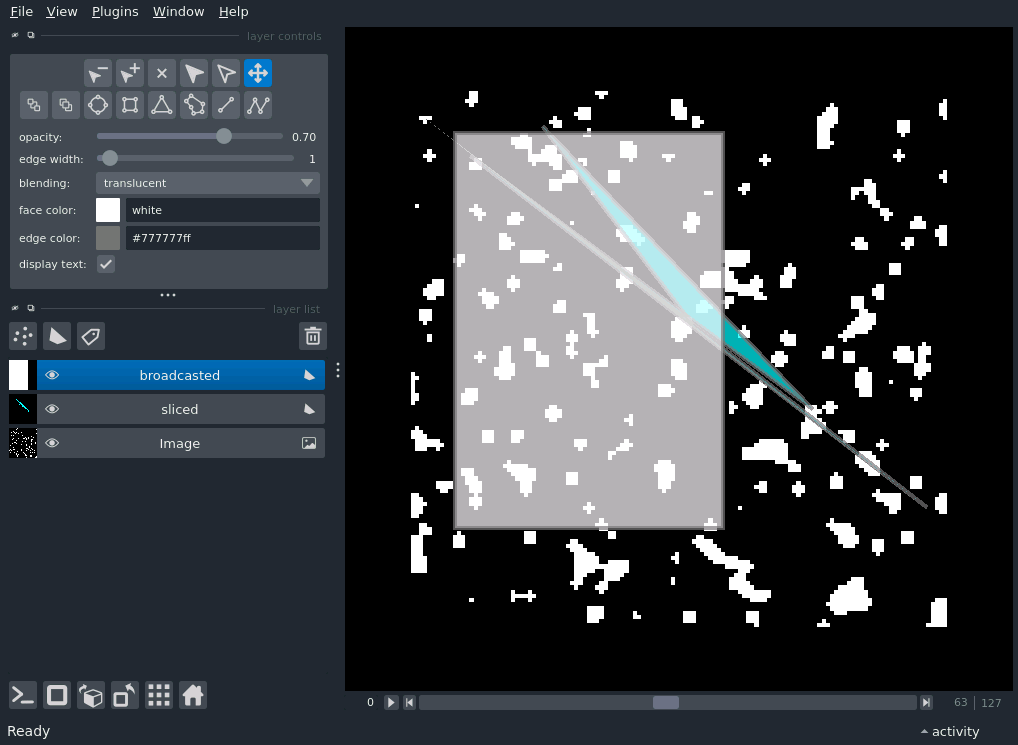 File View Plugins Window Help
layer controls
opacity: 0.70
edge width: 1
blending: translucent
face color: white
edge color: #777777ff
display text:
layer list
broadcasted
sliced
Image
0 63 127
Ready activity